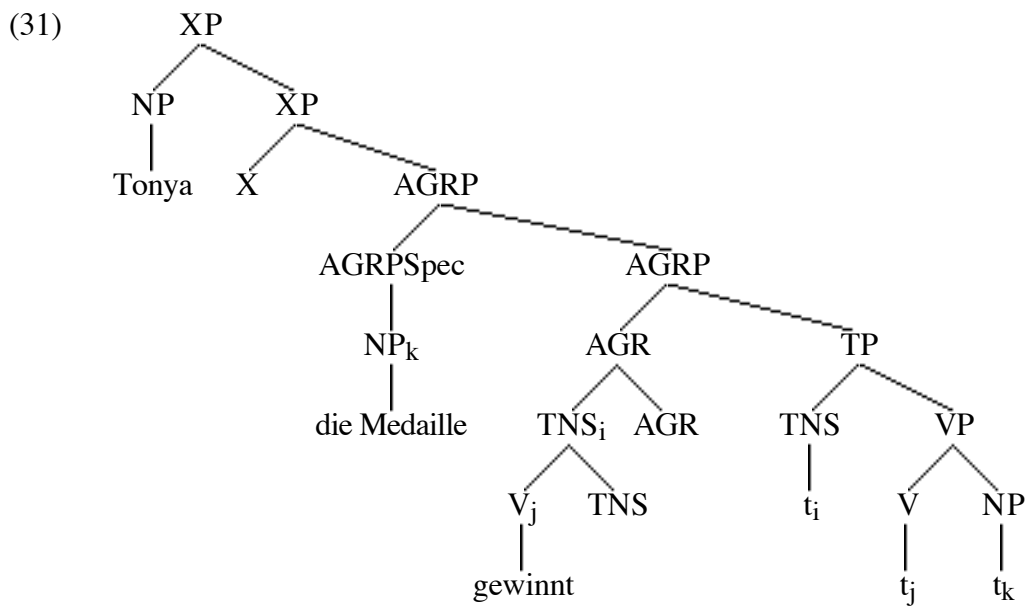 (31) XP
NP XP
Tonya X AGRP
AGRPSpec AGRP
NPk AGR TP
die Medaille TNSi AGR TNS VP
Vj TNS ti V NP
gewinnt tj tk